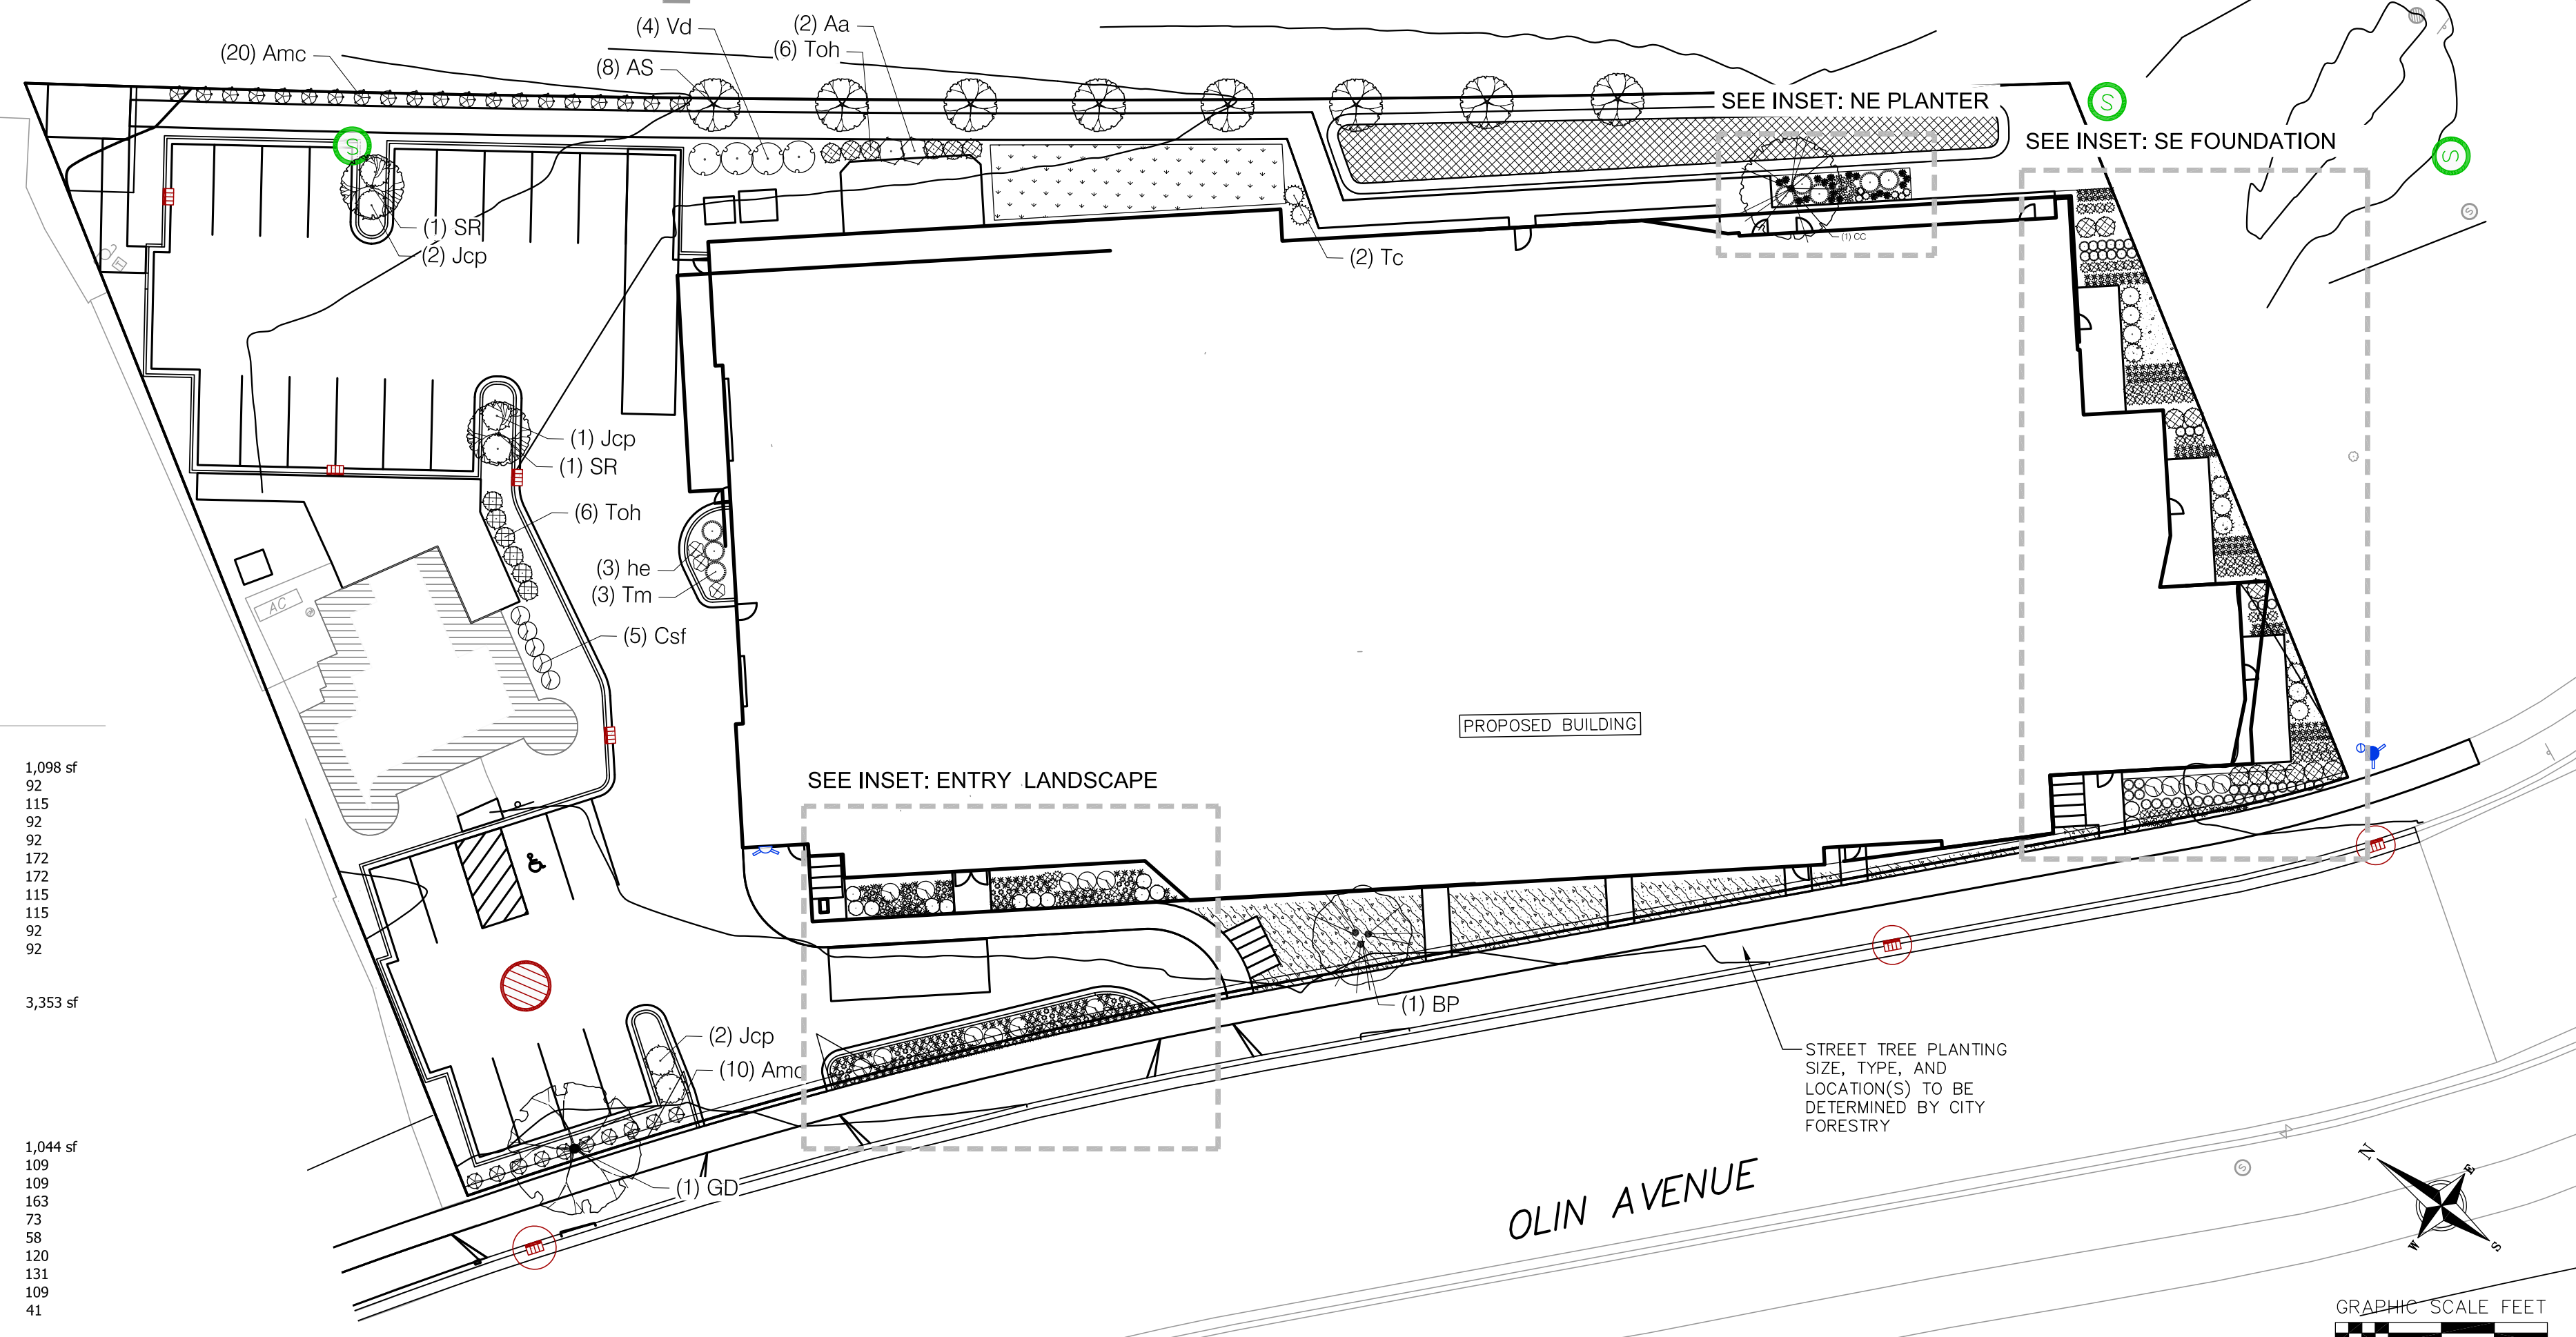 (4) Vd
(2) Aa
(20) Amc
(6) Toh
(8) AS
SEE INSET: NE PLANTER
SEE INSET: SE FOUNDATION
S
S
S
S
(1) SR
(2) Jcp
(1) CC
(2) Tc
(1) Jcp
(1) SR
(6) Toh
(3) he
(3) Tm
AC
(5) Csf
PROPOSED BUILDING
SEE INSET: ENTRY LANDSCAPE
1,098 sf
92
115
92
92
172
172
115
115
92
92
3,353 sf
(1) BP
(2) Jcp
(10) Amc
STREET TREE PLANTING
SIZE, TYPE, AND
LOCATION(S) TO BE
DETERMINED BY CITY
FORESTRY
1,044 sf
109
109
163
73
58
120
131
109
41
(1) GD
OLIN AVENUE
S
N
E
W
S
GRAPHIC SCALE FEET